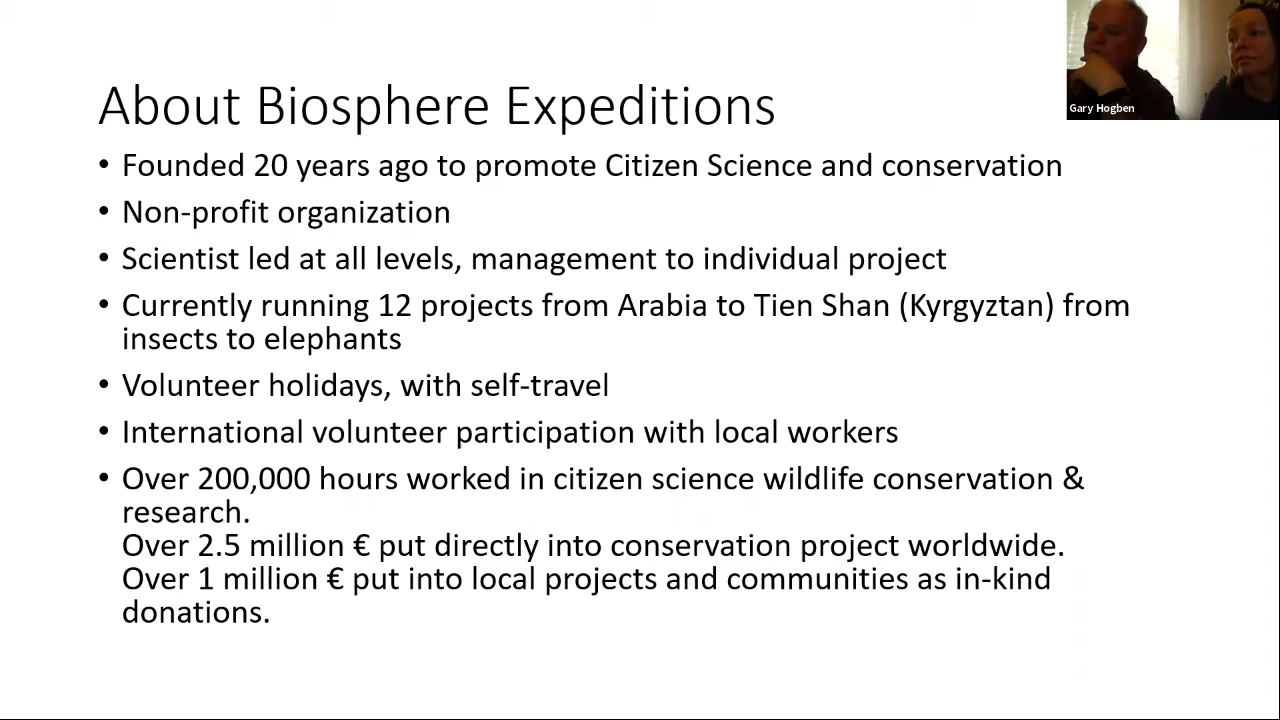 About Biosphere Expeditions
Gary Hogben
• Founded 20 years ago to promote Citizen Science and conservation
• Non-profit organization
• Scientist led at all levels, management to individual project
• Currently running 12 projects from Arabia to Tien Shan (Kyrgyztan) from
insects to elephants
• Volunteer holidays, with self-travel
• International volunteer participation with local workers
• Over 200,000 hours worked in citizen science wildlife conservation &
research.
Over 2.5 million € put directly into conservation project worldwide.
Over 1 million € put into local projects and communities as in-kind
donations.